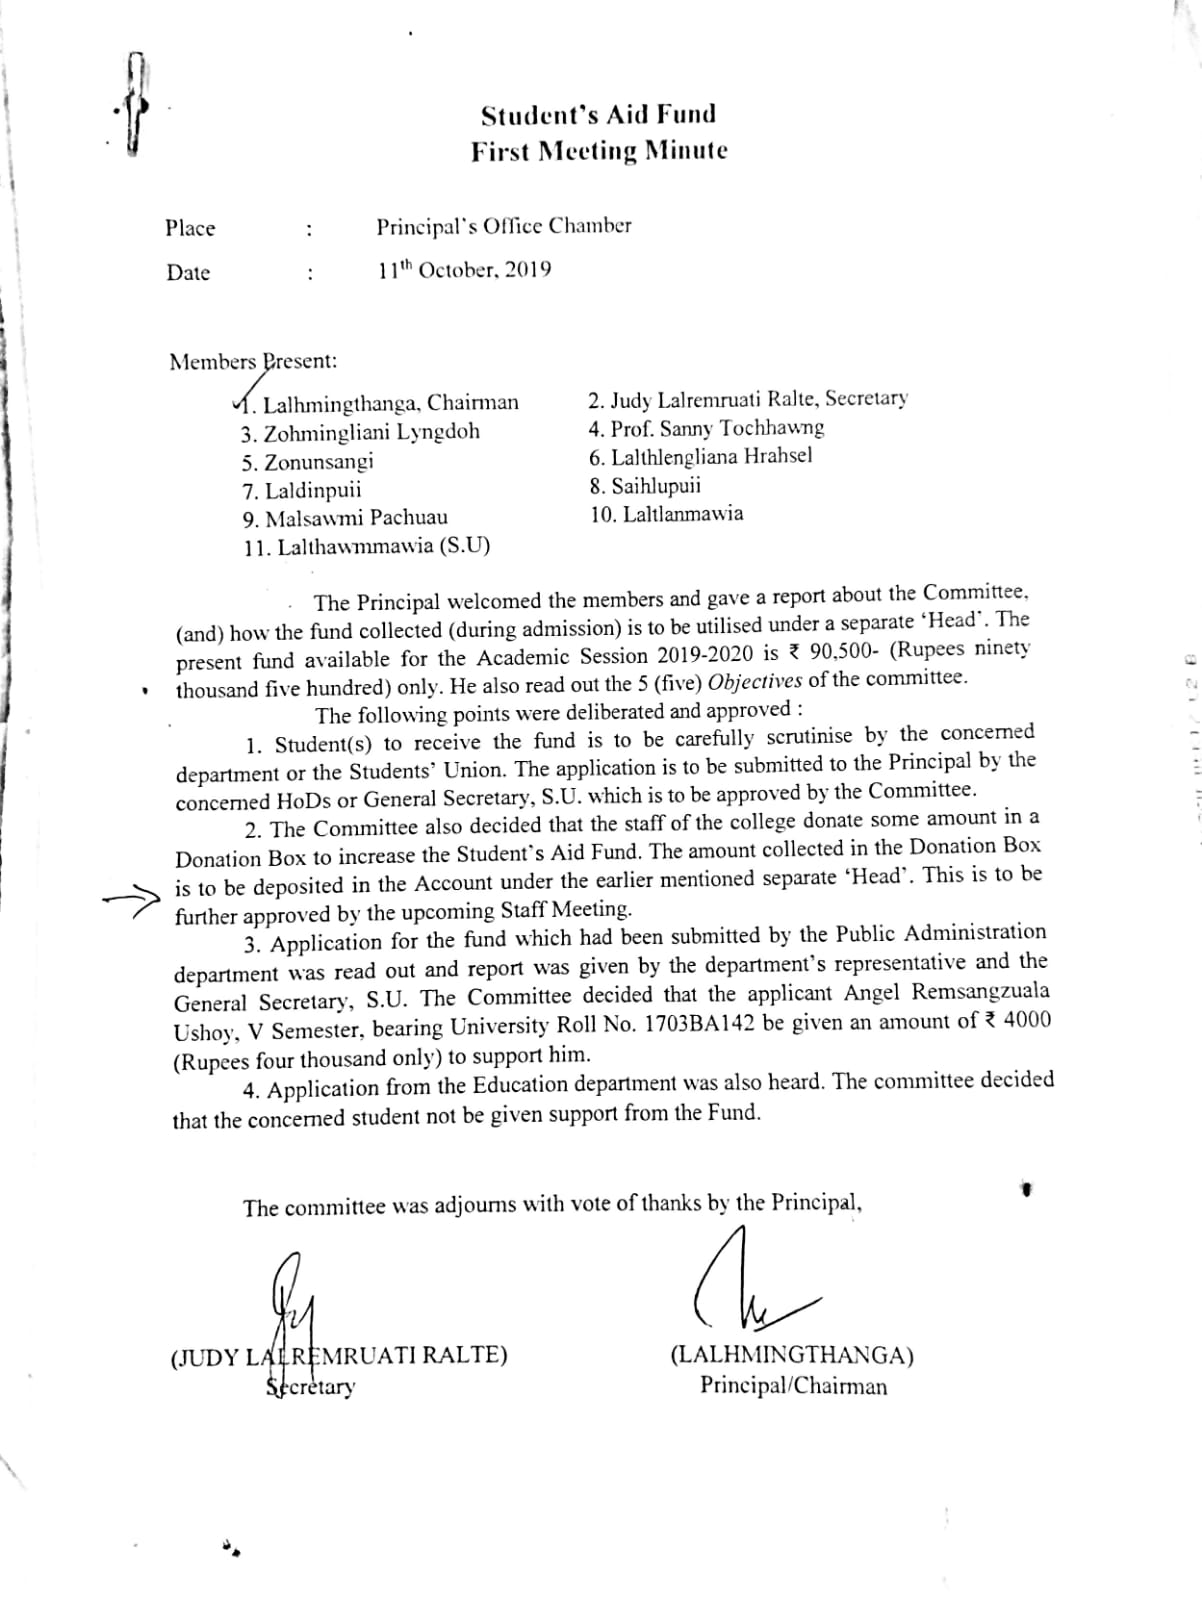 Student's Aid Fund
First Meeting Minute
Place : Principal's Office Chamber
Date : 11th October, 2019
Members Present:
1. Lalhmingthanga, Chairman 2. Judy Lalremruati Ralte, Secretary
3. Zohmingliani Lyngdoh 4. Prof. Sanny Tochhawng
5. Zonunsangi 6. Lalthlengliana Hrahsel
7. Laldinpuii 8. Saihlupuii
9. Malsawmi Pachuau 10. Laltlanmawia
11. Lalthawmmawia (S.U)
The Principal welcomed the members and gave a report about the Committee,
(and) how the fund collected (during admission) is to be utilised under a separate 'Head'. The
present fund available for the Academic Session 2019-2020 is ₹ 90,500- (Rupees ninety
thousand five hundred) only. He also read out the 5 (five) Objectives of the committee.
The following points were deliberated and approved :
1. Student(s) to receive the fund is to be carefully scrutinise by the concerned
department or the Students' Union. The application is to be submitted to the Principal by the
concerned HoDs or General Secretary, S.U. which is to be approved by the Committee.
2. The Committee also decided that the staff of the college donate some amount in a
Donation Box to increase the Student's Aid Fund. The amount collected in the Donation Box
is to be deposited in the Account under the earlier mentioned separate 'Head'. This is to be
further approved by the upcoming Staff Meeting.
3. Application for the fund which had been submitted by the Public Administration
department was read out and report was given by the department's representative and the
General Secretary, S.U. The Committee decided that the applicant Angel Remsangzuala
Ushoy, V Semester, bearing University Roll No. 1703BA142 be given an amount of ₹ 4000
(Rupees four thousand only) to support him.
4. Application from the Education department was also heard. The committee decided
that the concerned student not be given support from the Fund.
The committee was adjourns with vote of thanks by the Principal,
(JUDY LALREMRUATI RALTE) (LALHMINGTHANGA)
Secretary Principal/Chairman